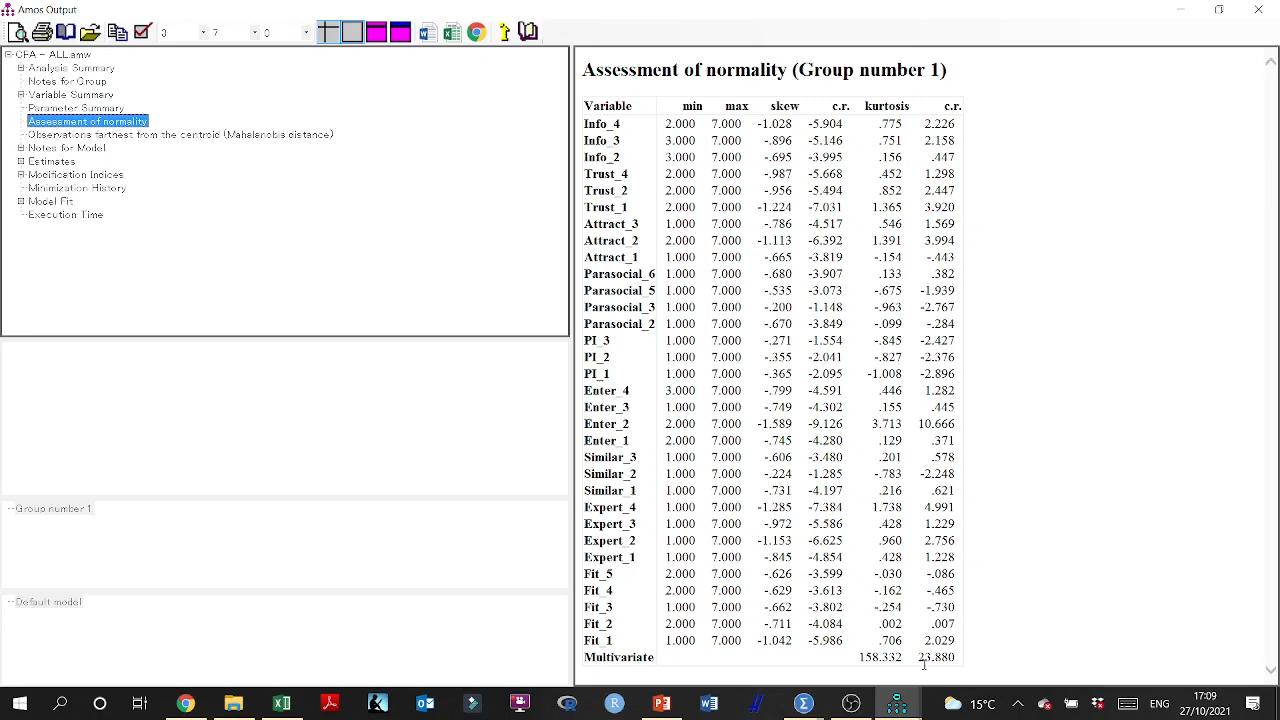 Amos Output
3 7 0
CFA - ALL.amw
Analysis Summary
Notes for Group
Variable Summary
Parameter Summary
Assessment of normality
Observations farthest from the centroid (Mahalanobis distance)
Notes for Model
Estimates
Modification Indices
Minimization History
Model Fit
Execution Time
Group number 1
Default model
Assessment of normality (Group number 1)
Variable min max skew c.r. kurtosis c.r.
Info_4 2.000 7.000 -1.028 -5.904 .775 2.226
Info_3 3.000 7.000 -.896 -5.146 .751 2.158
Info_2 3.000 7.000 -.695 -3.995 .156 .447
Trust_4 2.000 7.000 -.987 -5.668 .452 1.298
Trust_2 2.000 7.000 -.956 -5.494 .852 2.447
Trust_1 2.000 7.000 -1.224 -7.031 1.365 3.920
Attract_3 1.000 7.000 -.786 -4.517 .546 1.569
Attract_2 2.000 7.000 -1.113 -6.392 1.391 3.994
Attract_1 1.000 7.000 -.665 -3.819 -.154 -.443
Parasocial_6 1.000 7.000 -.680 -3.907 .133 .382
Parasocial_5 1.000 7.000 -.535 -3.073 -.675 -1.939
Parasocial_3 1.000 7.000 -.200 -1.148 -.963 -2.767
Parasocial_2 1.000 7.000 -.670 -3.849 -.099 -.284
PI_3 1.000 7.000 -.271 -1.554 -.845 -2.427
PI_2 1.000 7.000 -.355 -2.041 -.827 -2.376
PI_1 1.000 7.000 -.365 -2.095 -1.008 -2.896
Enter_4 3.000 7.000 -.799 -4.591 .446 1.282
Enter_3 1.000 7.000 -.749 -4.302 .155 .445
Enter_2 2.000 7.000 -1.589 -9.126 3.713 10.666
Enter_1 2.000 7.000 -.745 -4.280 .129 .371
Similar_3 1.000 7.000 -.606 -3.480 .201 .578
Similar_2 1.000 7.000 -.224 -1.285 -.783 -2.248
Similar_1 1.000 7.000 -.731 -4.197 .216 .621
Expert_4 1.000 7.000 -1.285 -7.384 1.738 4.991
Expert_3 1.000 7.000 -.972 -5.586 .428 1.229
Expert_2 1.000 7.000 -1.153 -6.625 .960 2.756
Expert_1 1.000 7.000 -.845 -4.854 .428 1.228
Fit_5 2.000 7.000 -.626 -3.599 -.030 -.086
Fit_4 2.000 7.000 -.629 -3.613 -.162 -.465
Fit_3 1.000 7.000 -.662 -3.802 -.254 -.730
Fit_2 2.000 7.000 -.711 -4.084 .002 .007
Fit_1 1.000 7.000 -1.042 -5.986 .706 2.029
Multivariate 158.332 23.880
15°C ENG 17:09
27/10/2021